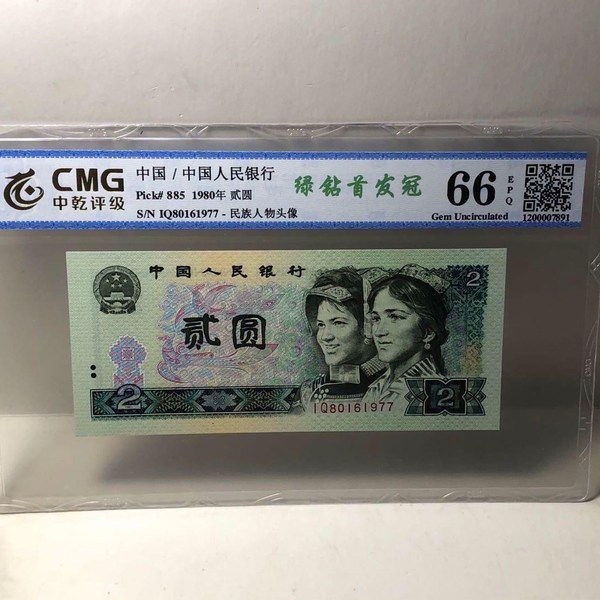 CMG
中乾评级
中国 / 中国人民银行
Pick# 885 1980年 贰圆
S/N IQ80161977 - 民族人物头像
绿钻首发冠
66
EPQ
Gem Uncirculated
1200007891
中国人民银行
2
贰圆
2
IQ80161977
2